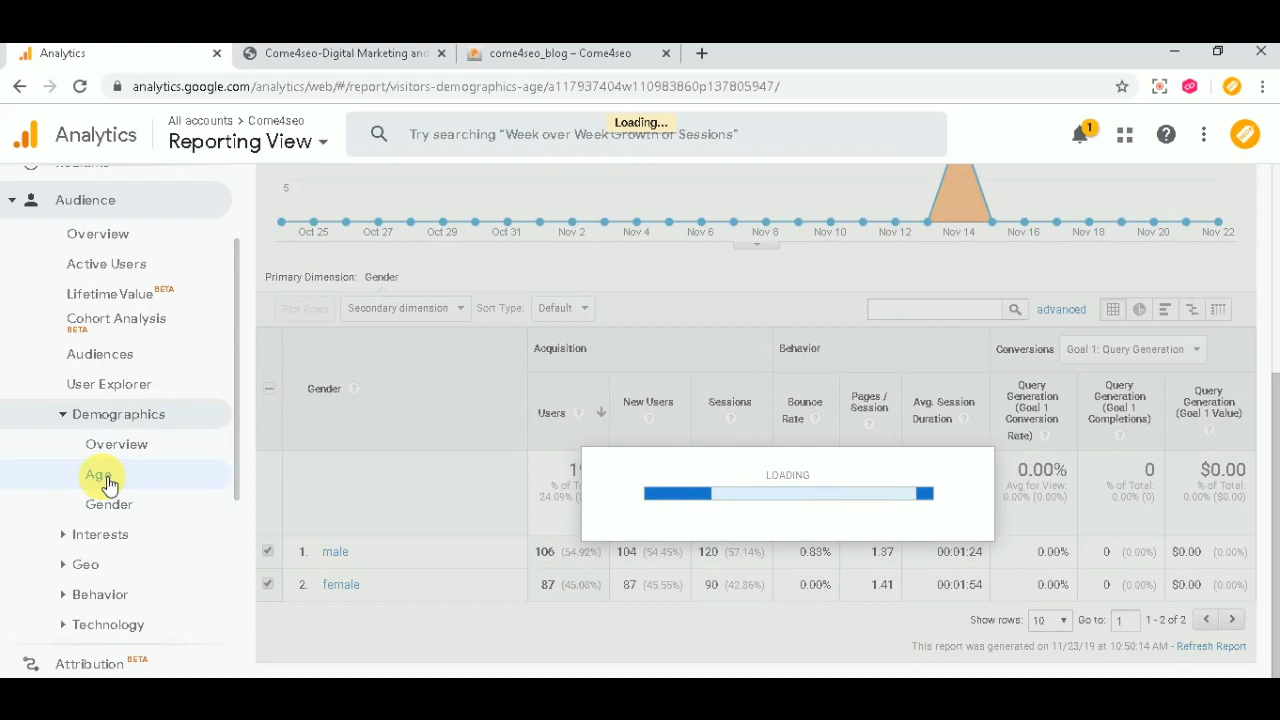 Analytics
Come4seo-Digital Marketing and
come4seo_blog – Come4seo
analytics.google.com/analytics/web/#/report/visitors-demographics-age/a117937404w110983860p137805947/
Analytics
All accounts > Come4seo
Reporting View
Loading...
Try searching "Week over Week Growth of Sessions"
1
Audience
Overview
Active Users
Lifetime Value BETA
Cohort Analysis
BETA
Audiences
User Explorer
Demographics
Overview
Age
Gender
Interests
Geo
Behavior
Technology
Attribution BETA
5
Oct 25 Oct 27 Oct 29 Oct 31 Nov 2 Nov 4 Nov 6 Nov 8 Nov 10 Nov 12 Nov 14 Nov 16 Nov 18 Nov 20 Nov 22
Primary Dimension: Gender
Plot Rows Secondary dimension Sort Type: Default advanced
Acquisition Behavior Conversions Goal 1: Query Generation
Gender ?
Users ?
New Users ?
Sessions ?
Bounce Rate ?
Pages / Session ?
Avg. Session Duration ?
Query Generation (Goal 1 Conversion Rate) ?
Query Generation (Goal 1 Completions) ?
Query Generation (Goal 1 Value) ?
LOADING
0.00% 0 $0.00
Avg for View: 0.00% (0.00%)
% of Total: 0.00% (0)
% of Total: 0.00% ($0.00)
1. male 106 (54.92%) 104 (54.45%) 120 (57.14%) 0.83% 1.37 00:01:24 0.00% 0 (0.00%) $0.00 (0.00%)
2. female 87 (45.08%) 87 (45.55%) 90 (42.86%) 0.00% 1.41 00:01:54 0.00% 0 (0.00%) $0.00 (0.00%)
Show rows: 10 Go to: 1 1 - 2 of 2
This report was generated on 11/23/19 at 10:50:14 AM - Refresh Report